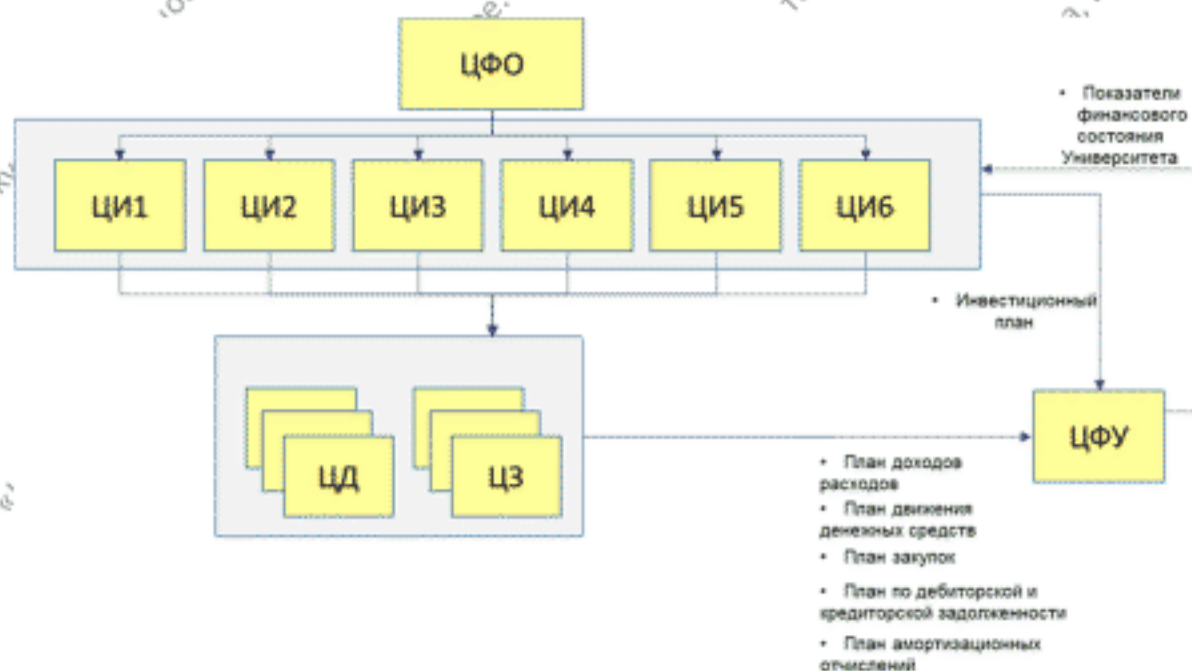 ЦФО
• Показатели
финансового
состояния
Университета
ЦИ1
ЦИ2
ЦИ3
ЦИ4
ЦИ5
ЦИ6
• Инвестиционный
план
ЦД
ЦЗ
ЦФУ
• План доходов
расходов
• План движения
денежных средств
• План закупок
• План по дебиторской и
кредиторской задолженности
• План амортизационных
отчислений